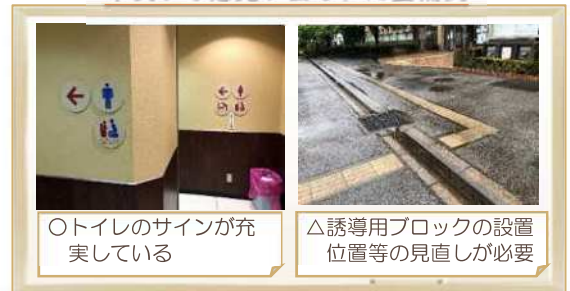 〇トイレのサインが充
実している
△誘導用ブロックの設置
位置等の見直しが必要